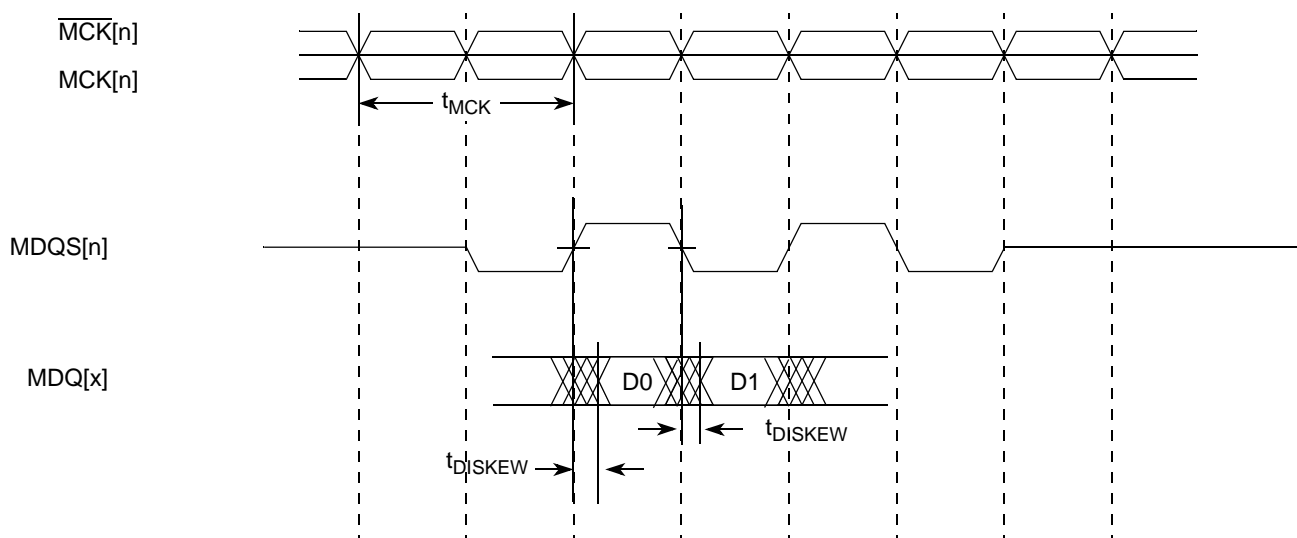 MCK[n]
MCK[n]
tMCK
MDQS[n]
MDQ[x]
D0
D1
tDISKEW
tDISKEW